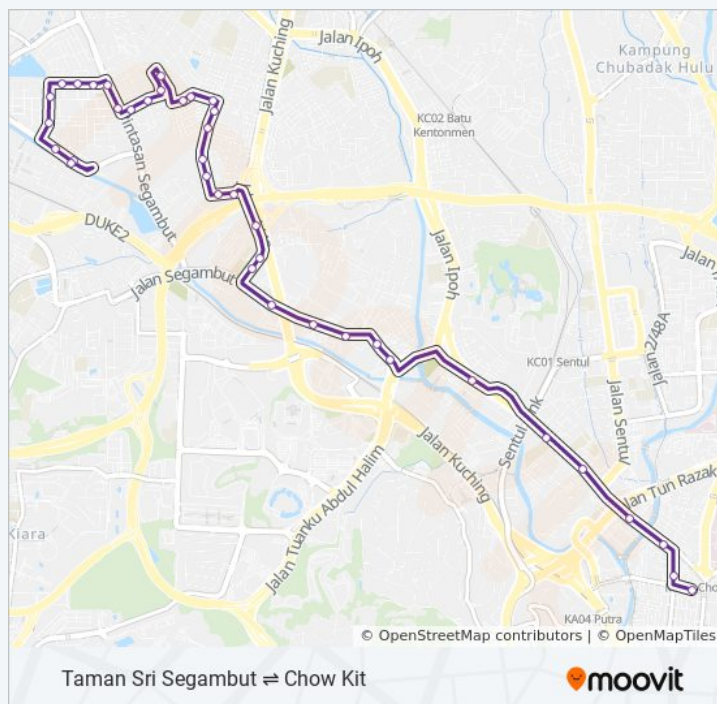 Jalan Ipoh
Kampung
Chubadak Hulu
Jalan Kuching
KC02 Batu
Kentonmen
Lintasan Segambut
DUKE2
Jalan Segambut
Jalan Ipoh
Jalan 2/48A
KC01 Sentul
Jalan Sentul
Sentul Link
Jalan Kuching
Jalan Tun Razak
Jalan Tuanku Abdul Halim
Kiara
KA04 Putra
© OpenStreetMap contributors | © OpenMapTiles
Taman Sri Segambut ⇌ Chow Kit
moovit